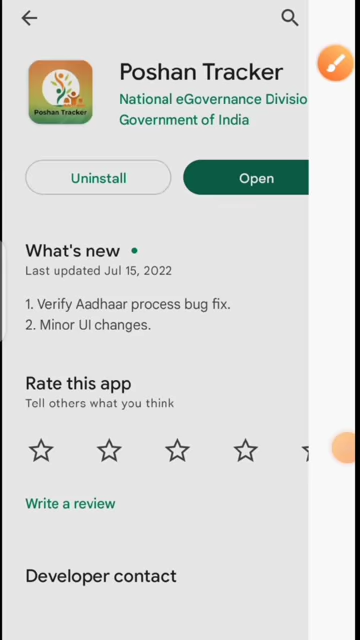 Poshan Tracker
Poshan Tracker
National eGovernance Divisio
Government of India
Uninstall
Open
What's new
Last updated Jul 15, 2022
1. Verify Aadhaar process bug fix.
2. Minor UI changes.
Rate this app
Tell others what you think
Write a review
Developer contact